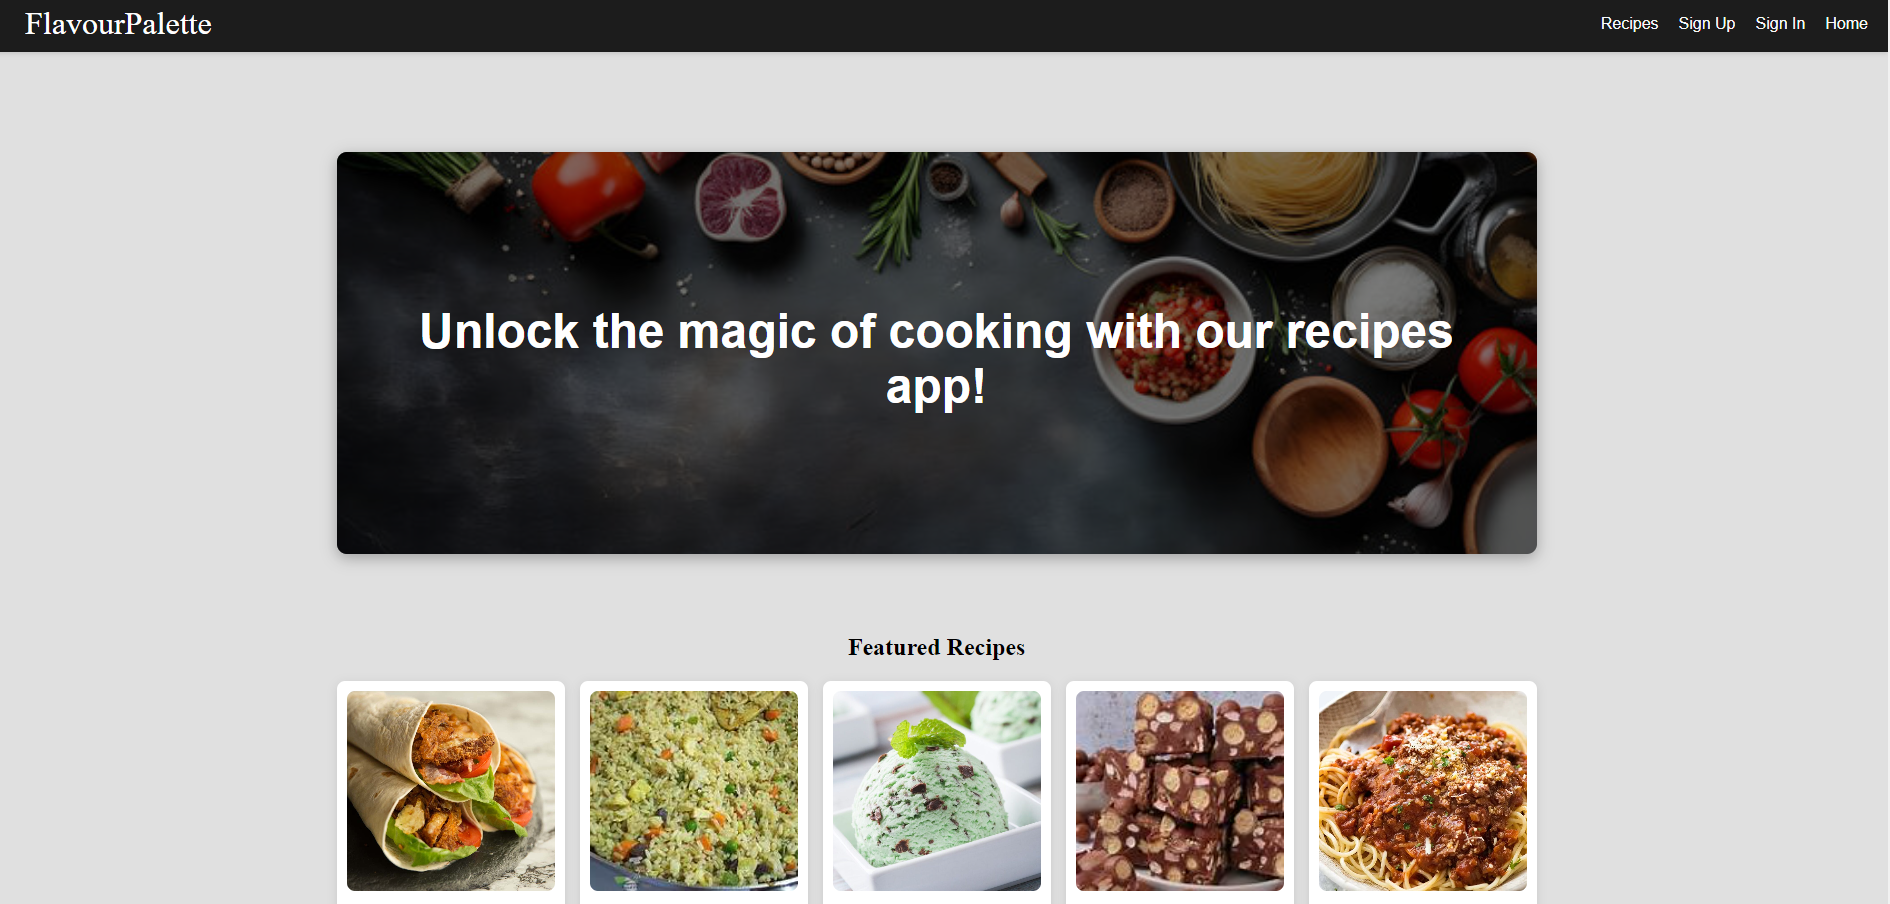 FlavourPalette
Recipes Sign Up Sign In Home
Unlock the magic of cooking with our recipes
app!
Featured Recipes